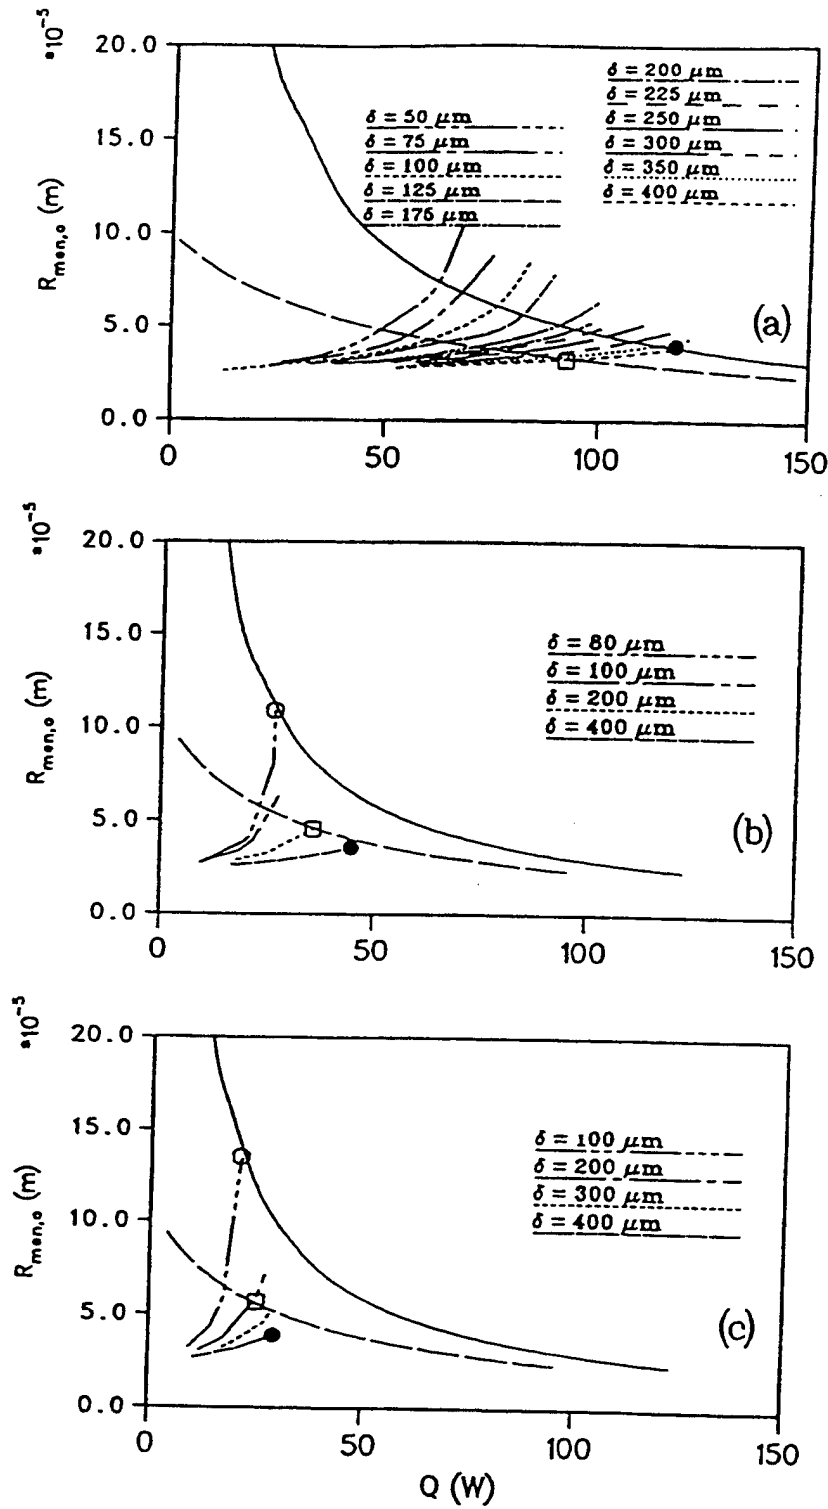 *10⁻⁵
20.0
15.0
10.0
5.0
0.0
R_men,o (m)
δ = 50 μm
δ = 75 μm
δ = 100 μm
δ = 125 μm
δ = 175 μm
δ = 200 μm
δ = 225 μm
δ = 250 μm
δ = 300 μm
δ = 350 μm
δ = 400 μm
(a)
0 50 100 150
*10⁻⁵
20.0
15.0
10.0
5.0
0.0
R_men,o (m)
δ = 80 μm
δ = 100 μm
δ = 200 μm
δ = 400 μm
(b)
0 50 100 150
*10⁻⁵
20.0
15.0
10.0
5.0
0.0
R_men,o (m)
δ = 100 μm
δ = 200 μm
δ = 300 μm
δ = 400 μm
(c)
0 50 100 150
Q (W)